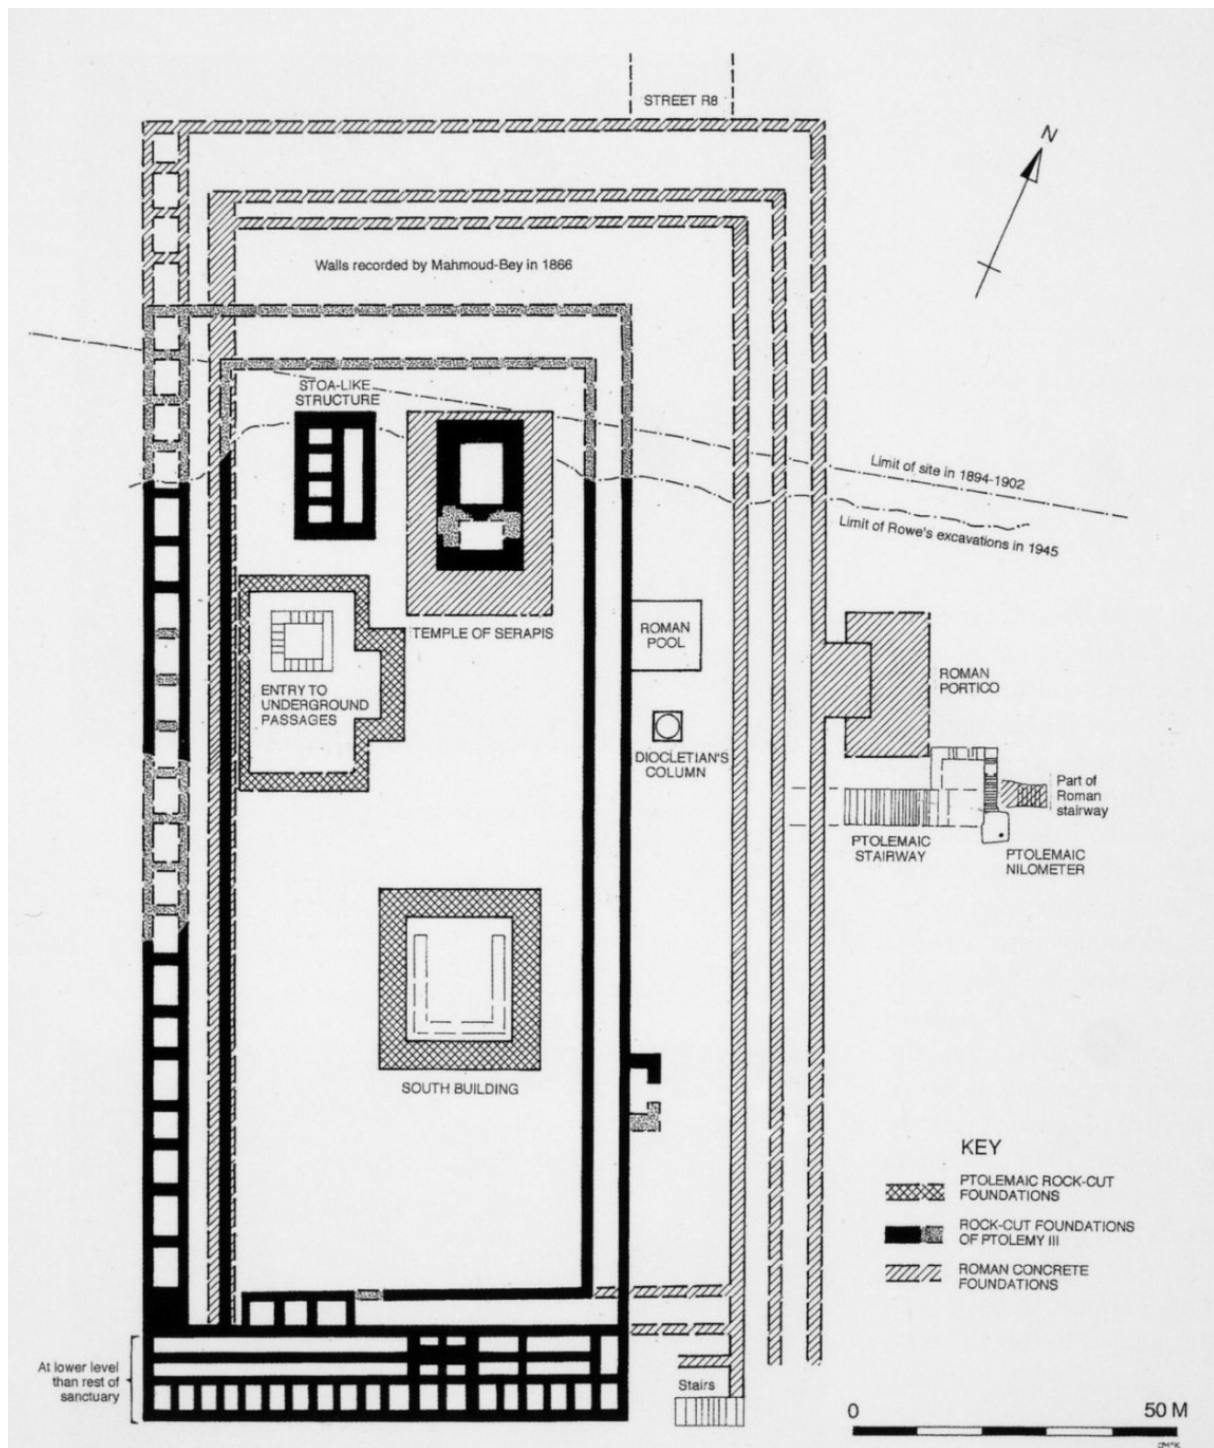 STREET R8
N
Walls recorded by Mahmoud-Bey in 1866
STOA-LIKE
STRUCTURE
Limit of site in 1894-1902
Limit of Rowe's excavations in 1945
TEMPLE OF SERAPIS
ROMAN
POOL
ENTRY TO
UNDERGROUND
PASSAGES
ROMAN
PORTICO
DIOCLETIAN'S
COLUMN
Part of
Roman
stairway
PTOLEMAIC
STAIRWAY
PTOLEMAIC
NILOMETER
SOUTH BUILDING
KEY
PTOLEMAIC ROCK-CUT
FOUNDATIONS
ROCK-CUT FOUNDATIONS
OF PTOLEMY III
ROMAN CONCRETE
FOUNDATIONS
At lower level
than rest of
sanctuary
Stairs
0 50 M